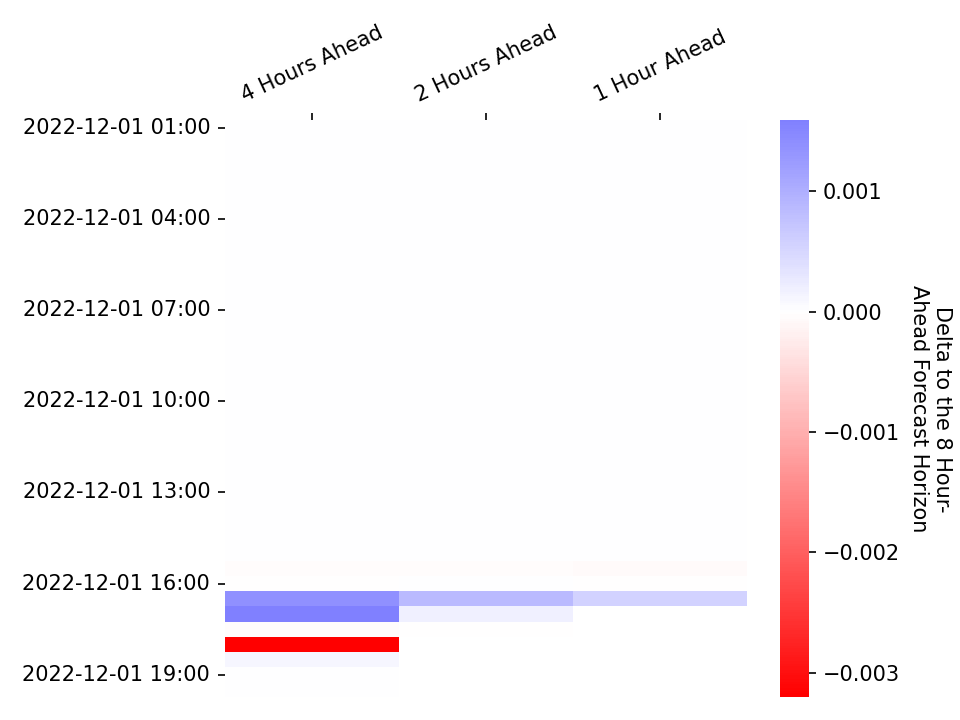 4 Hours Ahead
2 Hours Ahead
1 Hour Ahead
2022-12-01 01:00
2022-12-01 04:00
2022-12-01 07:00
2022-12-01 10:00
2022-12-01 13:00
2022-12-01 16:00
2022-12-01 19:00
0.001
0.000
−0.001
−0.002
−0.003
Delta to the 8 Hour-
Ahead Forecast Horizon